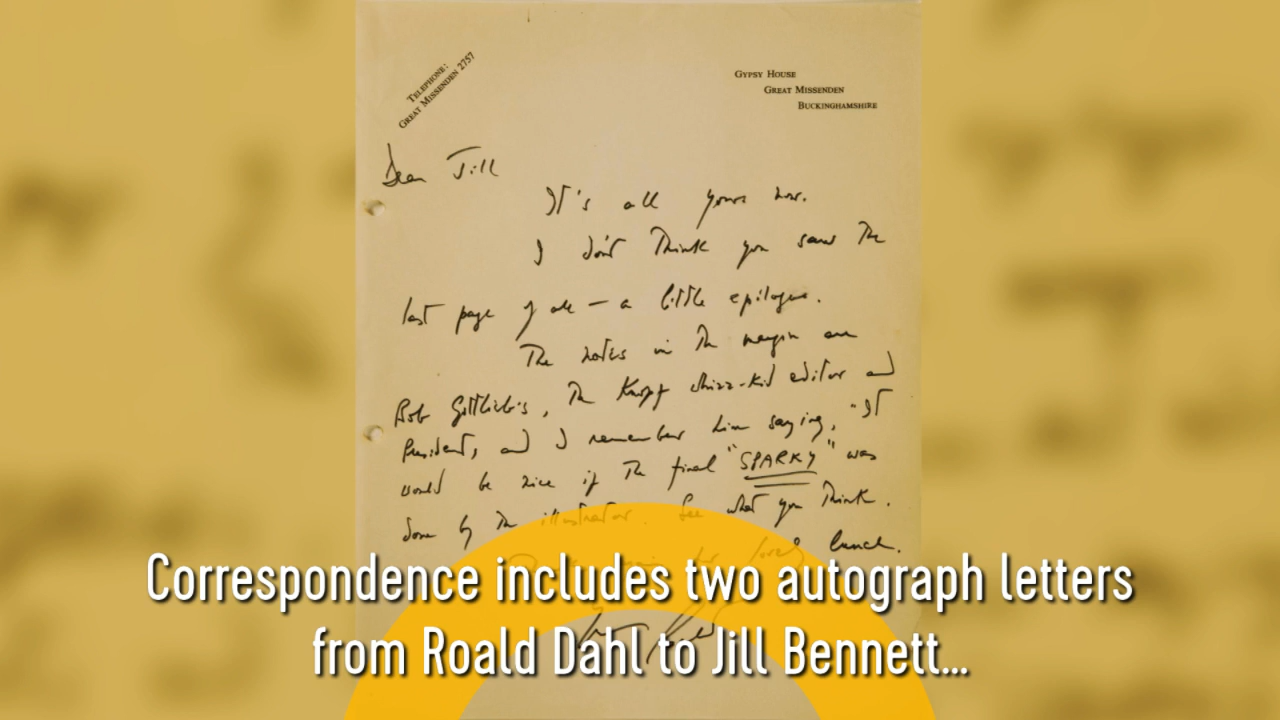 TELEPHONE:
GREAT MISSENDEN 2757
GYPSY HOUSE
GREAT MISSENDEN
BUCKINGHAMSHIRE
Dear Jill
It's all yours now.
I don't think you saw the
last page of all — a little epilogue.
The notes in the margin are
Bob Gottlieb's, the Knopf whizz-kid editor and
President, and I remember him saying, "It
would be nice if the final "SPARKY" was
done by the illustrator. See what you think.
lovely lunch.
Correspondence includes two autograph letters
from Roald Dahl to Jill Bennett...